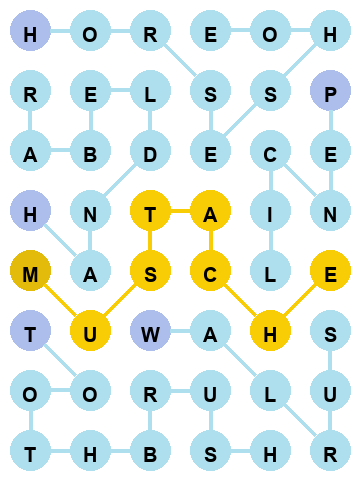 H O R E O H
R E L S S P
A B D E C E
H N T A I N
M A S C L E
T U W A H S
O O R U L U
T H B S H R